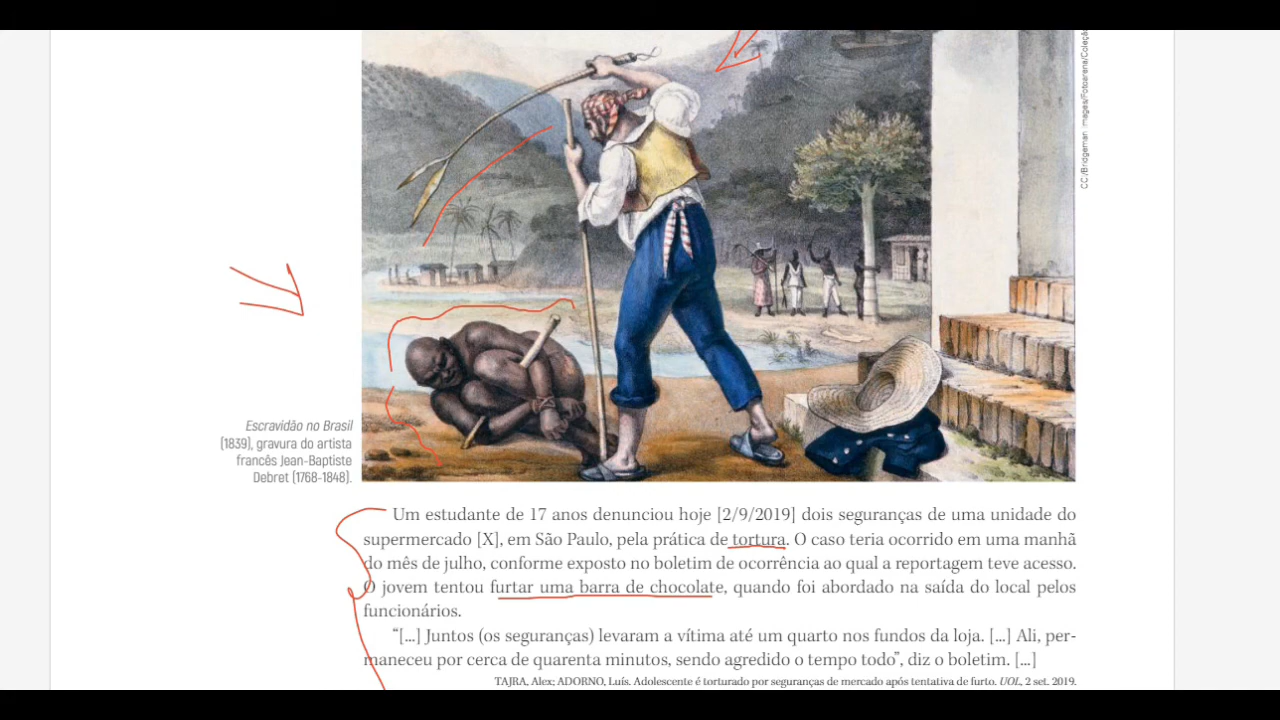 CC/Bridgeman Images/Fotoarena/Coleçã
Escravidão no Brasil
(1839), gravura do artista
francês Jean-Baptiste
Debret (1768-1848).
Um estudante de 17 anos denunciou hoje [2/9/2019] dois seguranças de uma unidade do
supermercado [X], em São Paulo, pela prática de tortura. O caso teria ocorrido em uma manhã
do mês de julho, conforme exposto no boletim de ocorrência ao qual a reportagem teve acesso.
O jovem tentou furtar uma barra de chocolate, quando foi abordado na saída do local pelos
funcionários.
“[...] Juntos (os seguranças) levaram a vítima até um quarto nos fundos da loja. [...] Ali, per-
maneceu por cerca de quarenta minutos, sendo agredido o tempo todo”, diz o boletim. [...]
TAJRA, Alex; ADORNO, Luís. Adolescente é torturado por seguranças de mercado após tentativa de furto. UOL, 2 set. 2019.